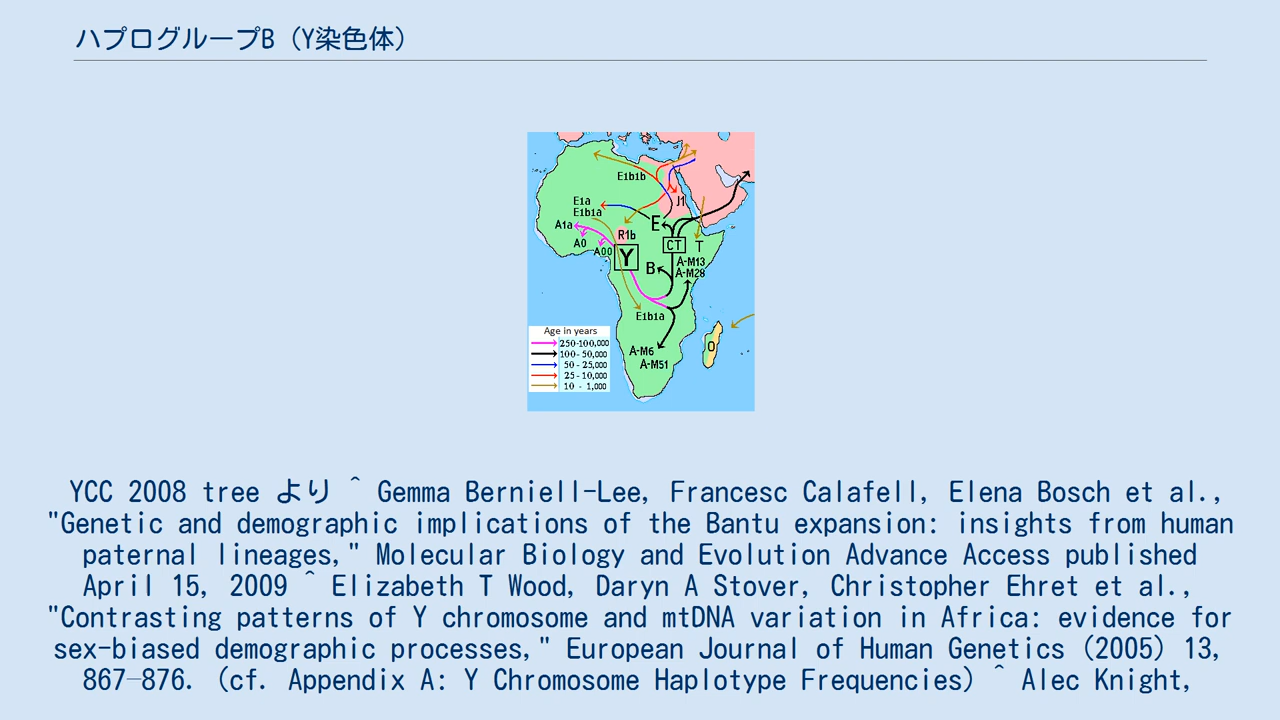 ハプログループB（Y染色体）
E1b1b
J1
E1a
E1b1a
A1a
E
R1b
A0
A00
CT
T
Y
B
A-M13
A-M28
E1b1a
Age in years
250-100,000
100-50,000
50-25,000
25-10,000
10 - 1,000
A-M6
A-M51
O
YCC 2008 tree より ^ Gemma Berniell-Lee, Francesc Calafell, Elena Bosch et al.,
"Genetic and demographic implications of the Bantu expansion: insights from human
paternal lineages," Molecular Biology and Evolution Advance Access published
April 15, 2009 ^ Elizabeth T Wood, Daryn A Stover, Christopher Ehret et al.,
"Contrasting patterns of Y chromosome and mtDNA variation in Africa: evidence for
sex-biased demographic processes," European Journal of Human Genetics (2005) 13,
867–876. (cf. Appendix A: Y Chromosome Haplotype Frequencies) ^ Alec Knight,